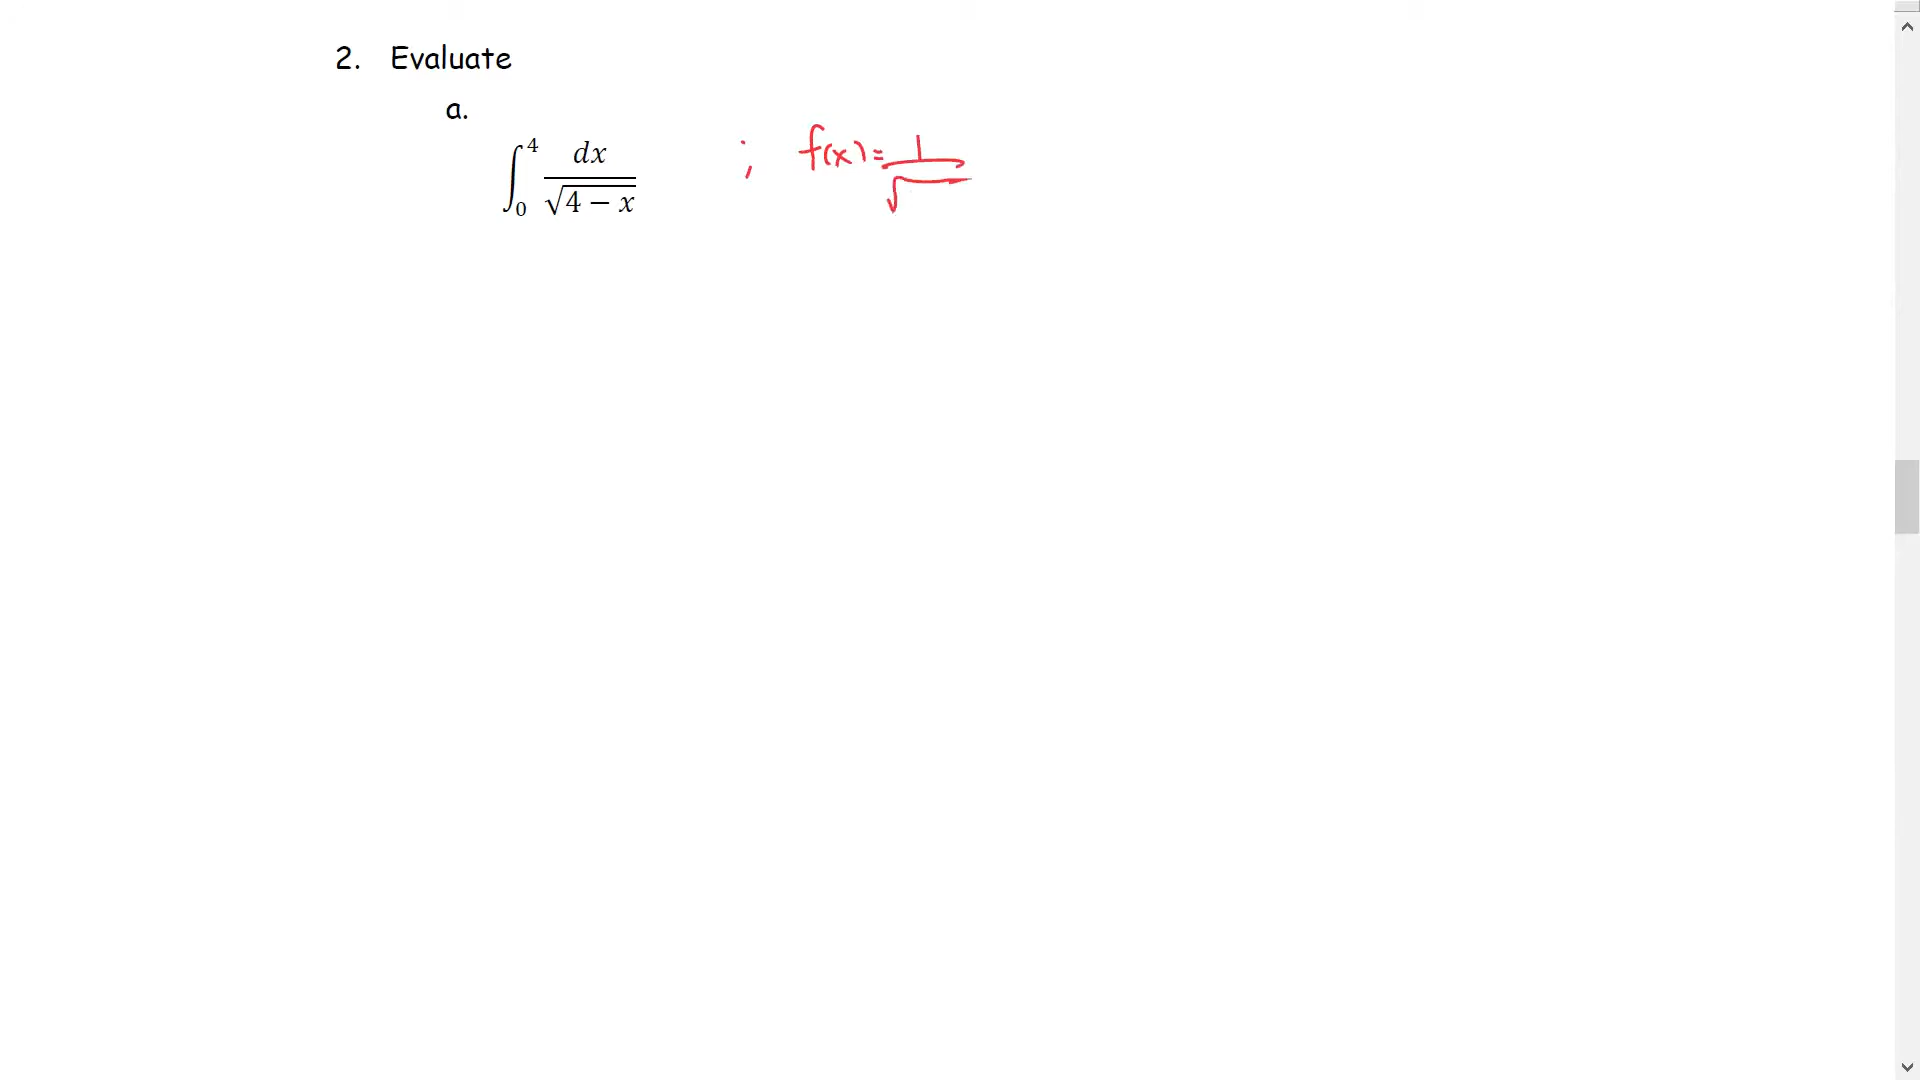 2. Evaluate
a.
∫₀⁴ dx/√(4 − x) ; f(x) = 1/√